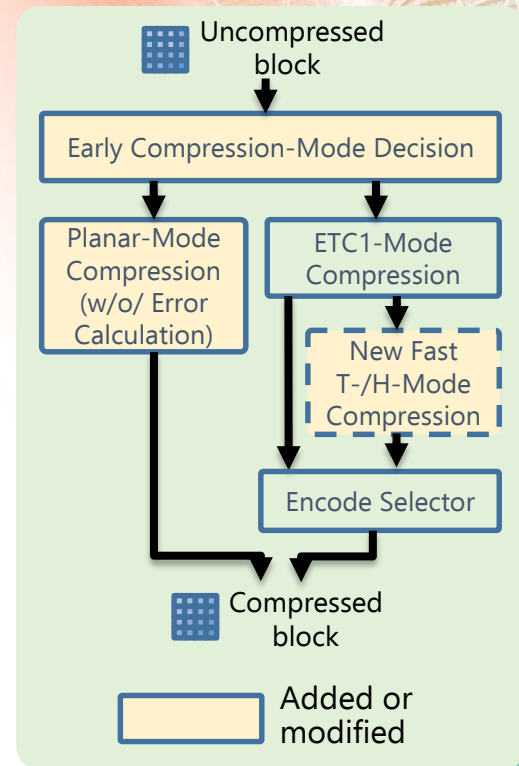 Uncompressed
block
Early Compression-Mode Decision
Planar-Mode
Compression
(w/o/ Error
Calculation)
ETC1-Mode
Compression
New Fast
T-/H-Mode
Compression
Encode Selector
Compressed
block
Added or
modified